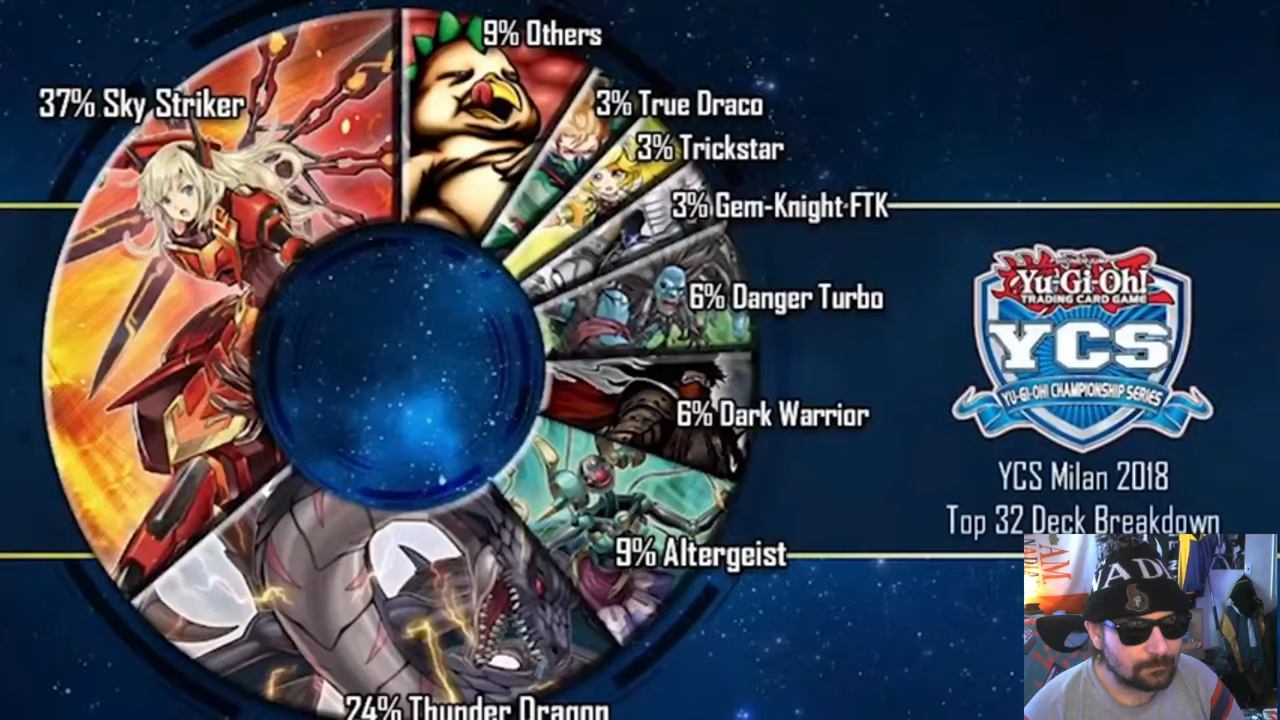 9% Others
37% Sky Striker
3% True Draco
3% Trickstar
3% Gem-Knight FTK
6% Danger Turbo
6% Dark Warrior
9% Altergeist
24% Thunder Dragon
Yu-Gi-Oh!
TRADING CARD GAME
YCS
YU-GI-OH! CHAMPIONSHIP SERIES
YCS Milan 2018
Top 32 Deck Breakdown